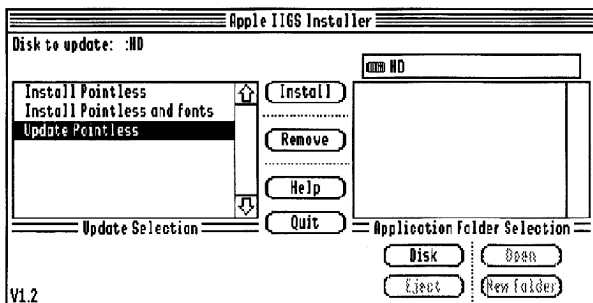 Apple IIGS Installer
Disk to update: :HD
HD
Install Pointless
Install Pointless and fonts
Update Pointless
Install
Remove
Help
Quit
Update Selection
Application Folder Selection
Disk
Open
Eject
New Folder
V1.2